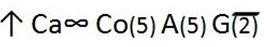 ↑ Ca∞ Co(5) A(5) G(2̅)